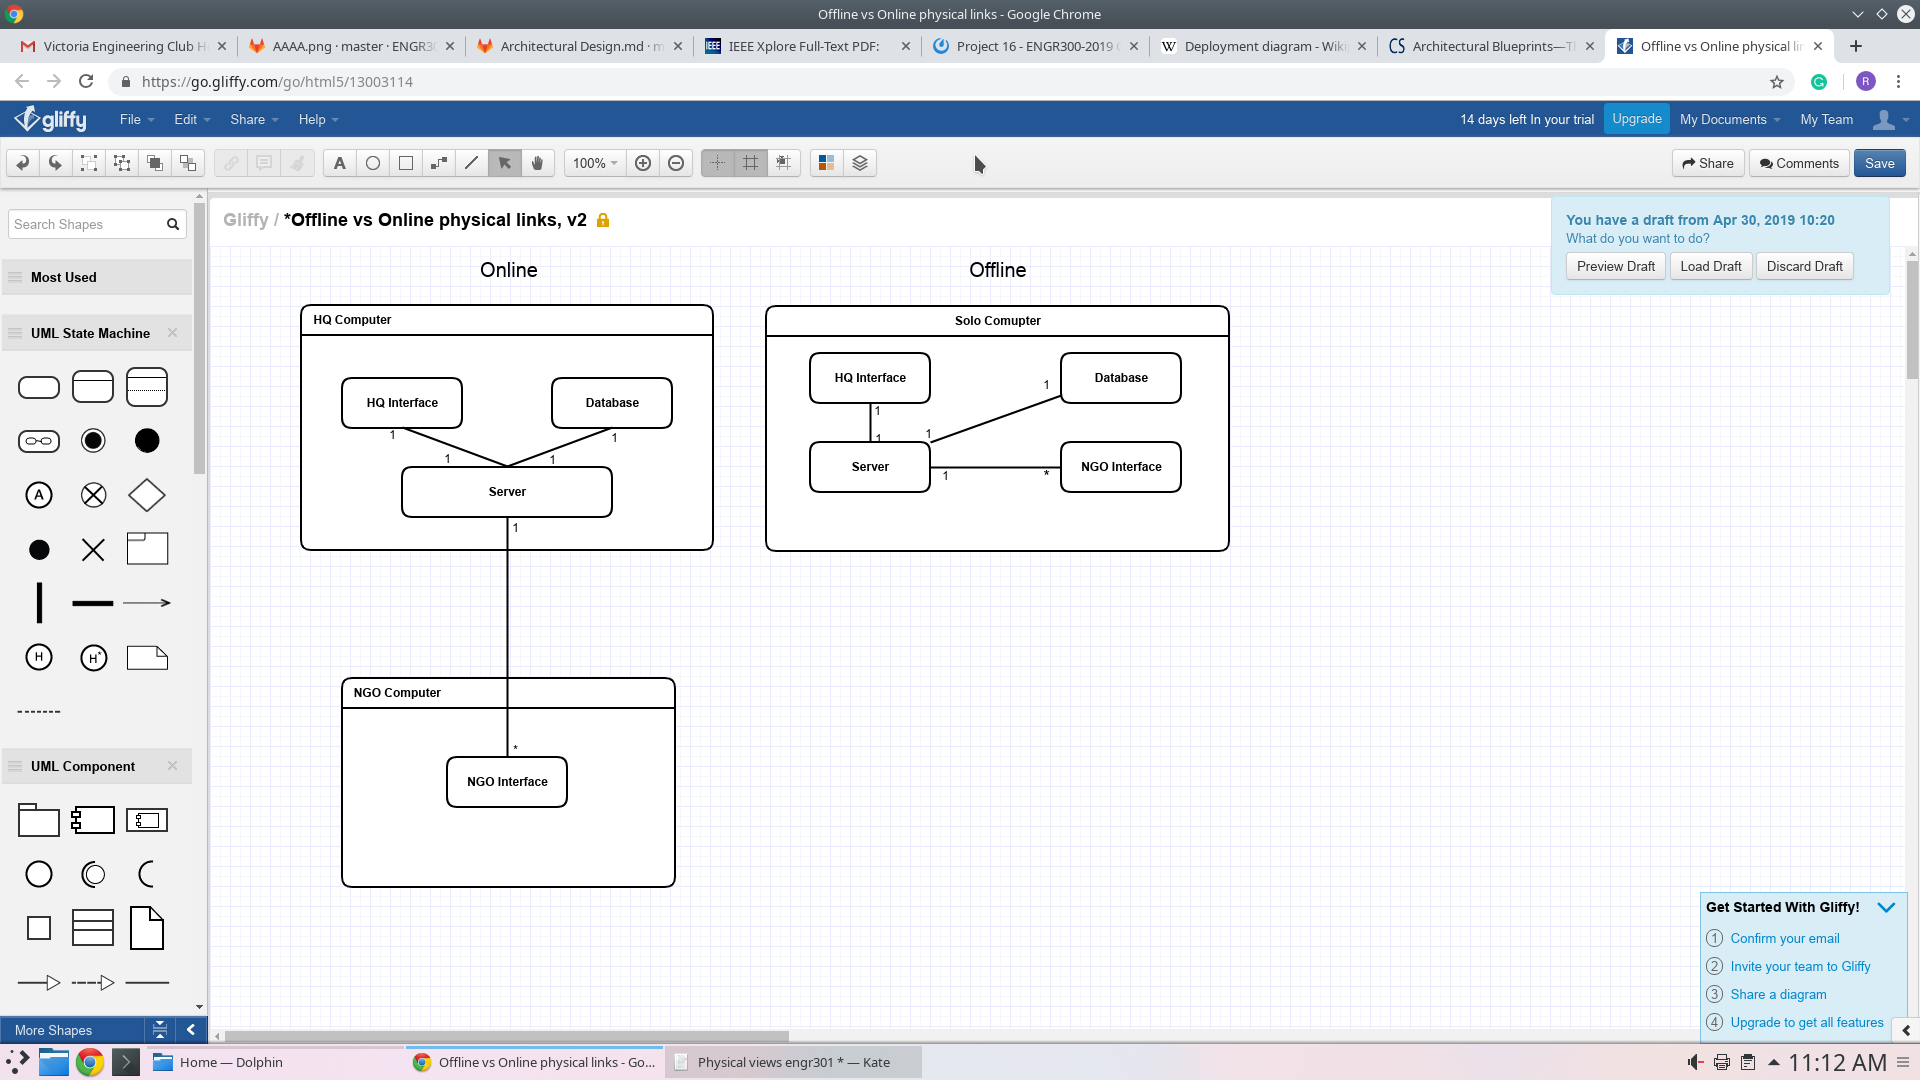 Offline vs Online physical links - Google Chrome
Victoria Engineering Club H
AAAA.png · master · ENGR3
Architectural Design.md · m
IEEE Xplore Full-Text PDF:
Project 16 - ENGR300-2019
W Deployment diagram - Wiki
CS Architectural Blueprints—T
Offline vs Online physical lin
https://go.gliffy.com/go/html5/13003114
R
gliffy
File
Edit
Share
Help
14 days left In your trial
Upgrade
My Documents
My Team
A
100%
Share
Comments
Save
Search Shapes
Gliffy / *Offline vs Online physical links, v2
You have a draft from Apr 30, 2019 10:20
What do you want to do?
Preview Draft
Load Draft
Discard Draft
Most Used
UML State Machine
A
H
H*
UML Component
More Shapes
Online
HQ Computer
HQ Interface
Database
1
1
1
1
Server
1
NGO Computer
*
NGO Interface
Offline
Solo Comupter
HQ Interface
Database
1
1
1
1
Server
NGO Interface
1
*
Get Started With Gliffy!
1 Confirm your email
2 Invite your team to Gliffy
3 Share a diagram
4 Upgrade to get all features
Home — Dolphin
Offline vs Online physical links - Go...
Physical views engr301 * — Kate
11:12 AM